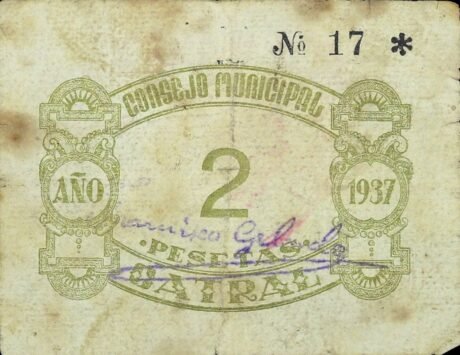 Nº 17 *
CONSEJO MUNICIPAL
AÑO 2 1937
·PESETAS·
CATRAL